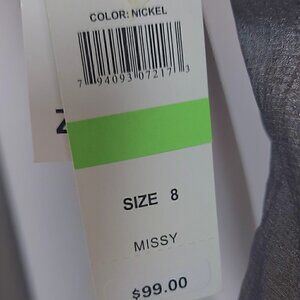 COLOR: NICKEL
7 94093 07217 3
SIZE 8
MISSY
$99.00